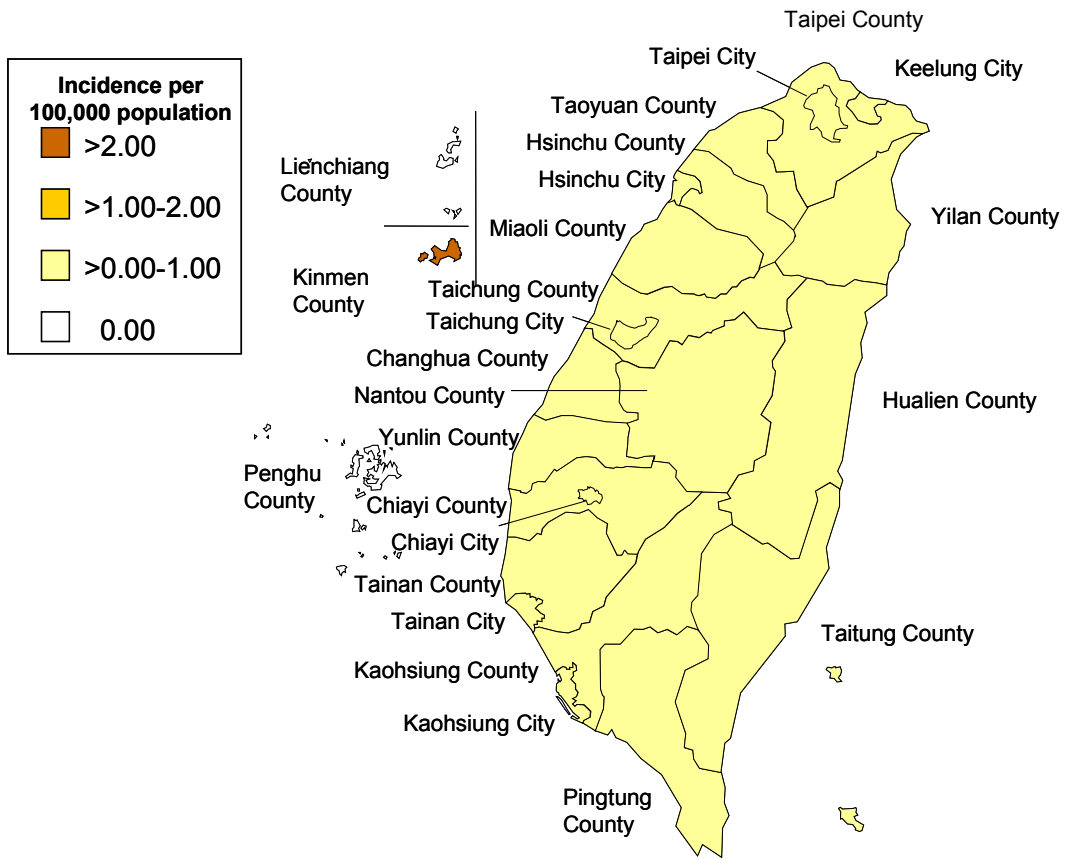 Taipei County
Taipei City
Keelung City
Incidence per
100,000 population
>2.00
>1.00-2.00
>0.00-1.00
0.00
Taoyuan County
Hsinchu County
Lienchiang
County
Hsinchu City
Yilan County
Miaoli County
Kinmen
County
Taichung County
Taichung City
Changhua County
Nantou County
Hualien County
Yunlin County
Penghu
County
Chiayi County
Chiayi City
Tainan County
Tainan City
Taitung County
Kaohsiung County
Kaohsiung City
Pingtung
County